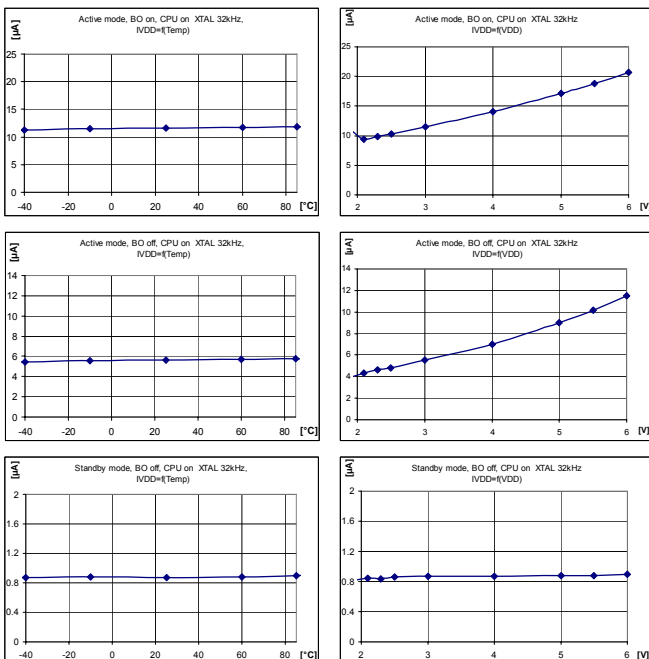 Active mode, BO on, CPU on XTAL 32kHz,
IVDD=f(Temp)
[µA]
25
20
15
10
5
0
-40 -20 0 20 40 60 80 [°C]
Active mode, BO on, CPU on XTAL 32kHz
IVDD=f(VDD)
[µA]
25
20
15
10
5
0
2 3 4 5 6 [V
Active mode, BO off, CPU on XTAL 32kHz,
IVDD=f(Temp)
[µA]
14
12
10
8
6
4
2
0
-40 -20 0 20 40 60 80 [°C]
Active mode, BO off, CPU on XTAL 32kHz
IVDD=f(VDD)
[µA]
14
12
10
8
6
4
2
0
2 3 4 5 6 [V]
Standby mode, BO off, CPU on XTAL 32kHz,
IVDD=f(Temp)
[µA]
2
1.6
1.2
0.8
0.4
0
-40 -20 0 20 40 60 80 [°C]
Standby mode, BO off, CPU on XTAL 32kHz
IVDD=f(VDD)
[µA]
2
1.6
1.2
0.8
0.4
0
2 3 4 5 6 [V]